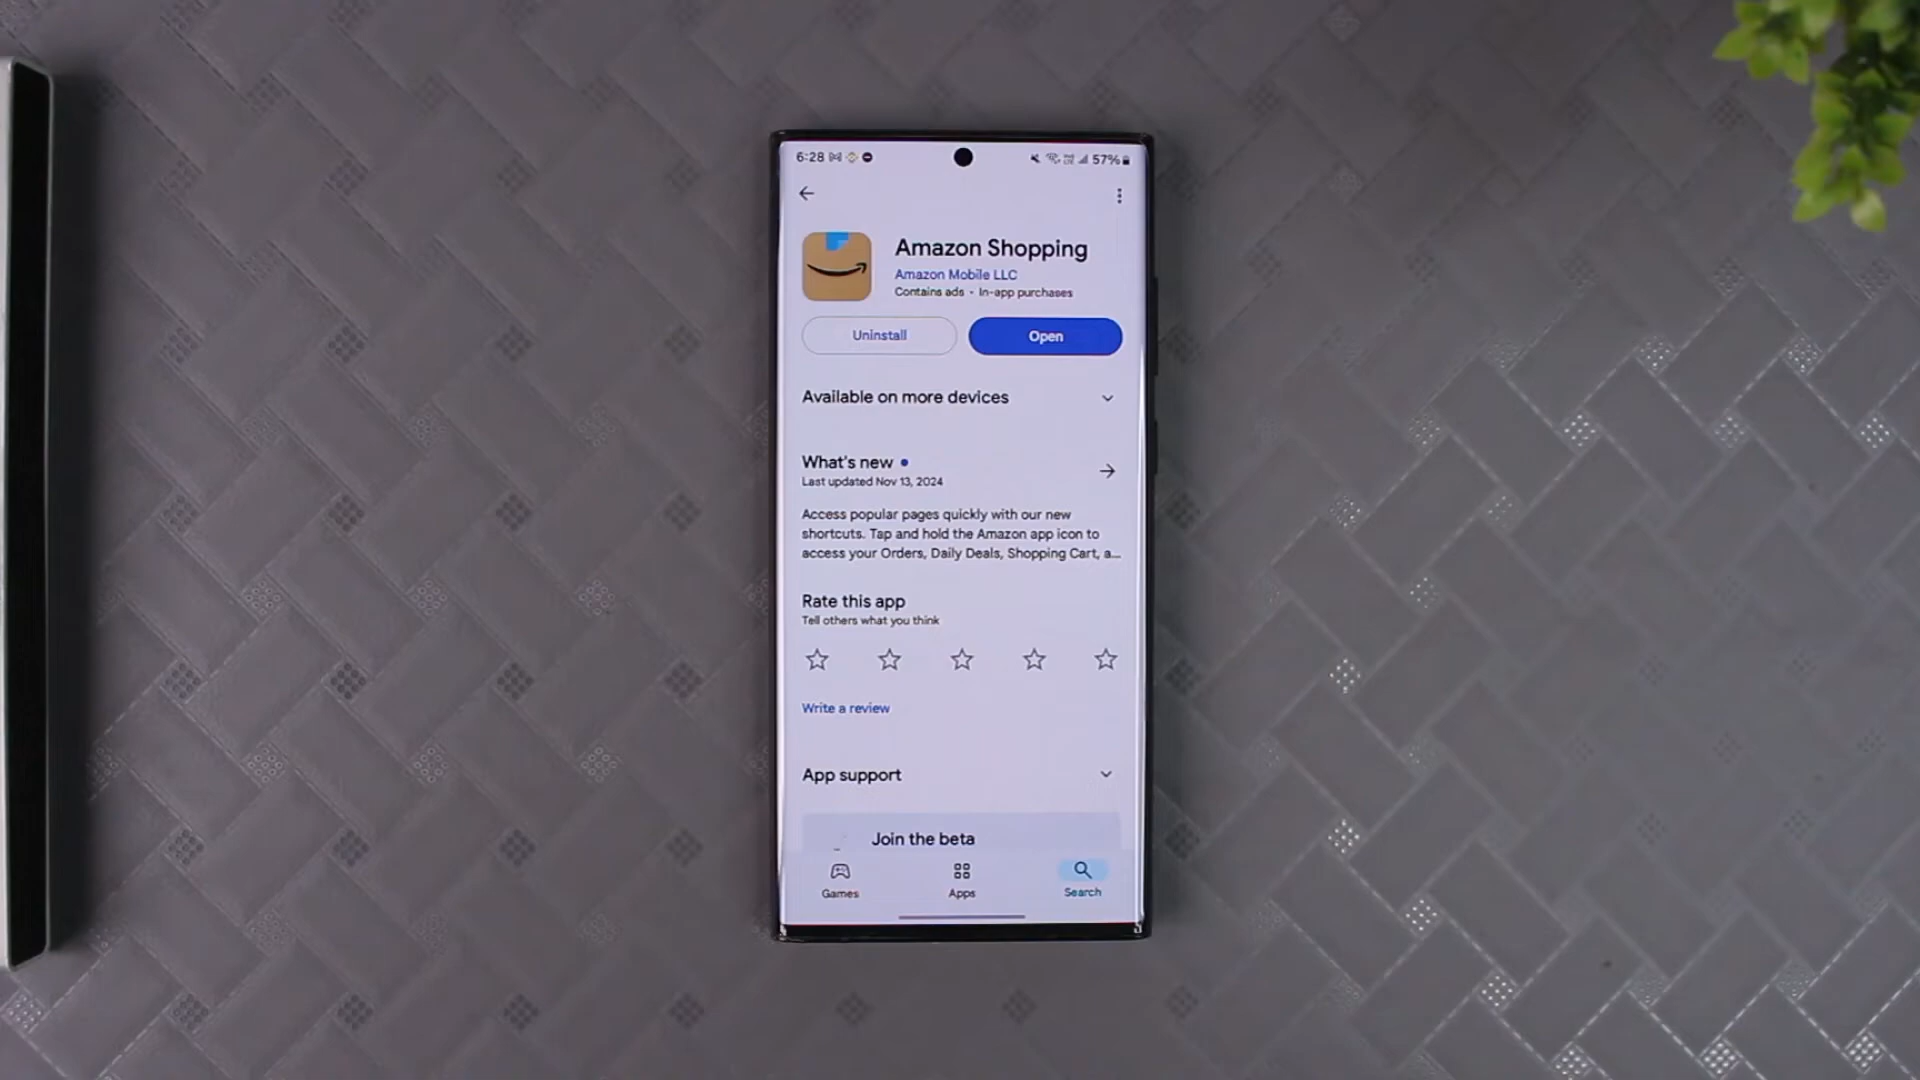 6:28
57%
Amazon Shopping
Amazon Mobile LLC
Contains ads • In-app purchases
Uninstall
Open
Available on more devices
What's new
Last updated Nov 13, 2024
Access popular pages quickly with our new
shortcuts. Tap and hold the Amazon app icon to
access your Orders, Daily Deals, Shopping Cart, a...
Rate this app
Tell others what you think
Write a review
App support
Join the beta
Games
Apps
Search